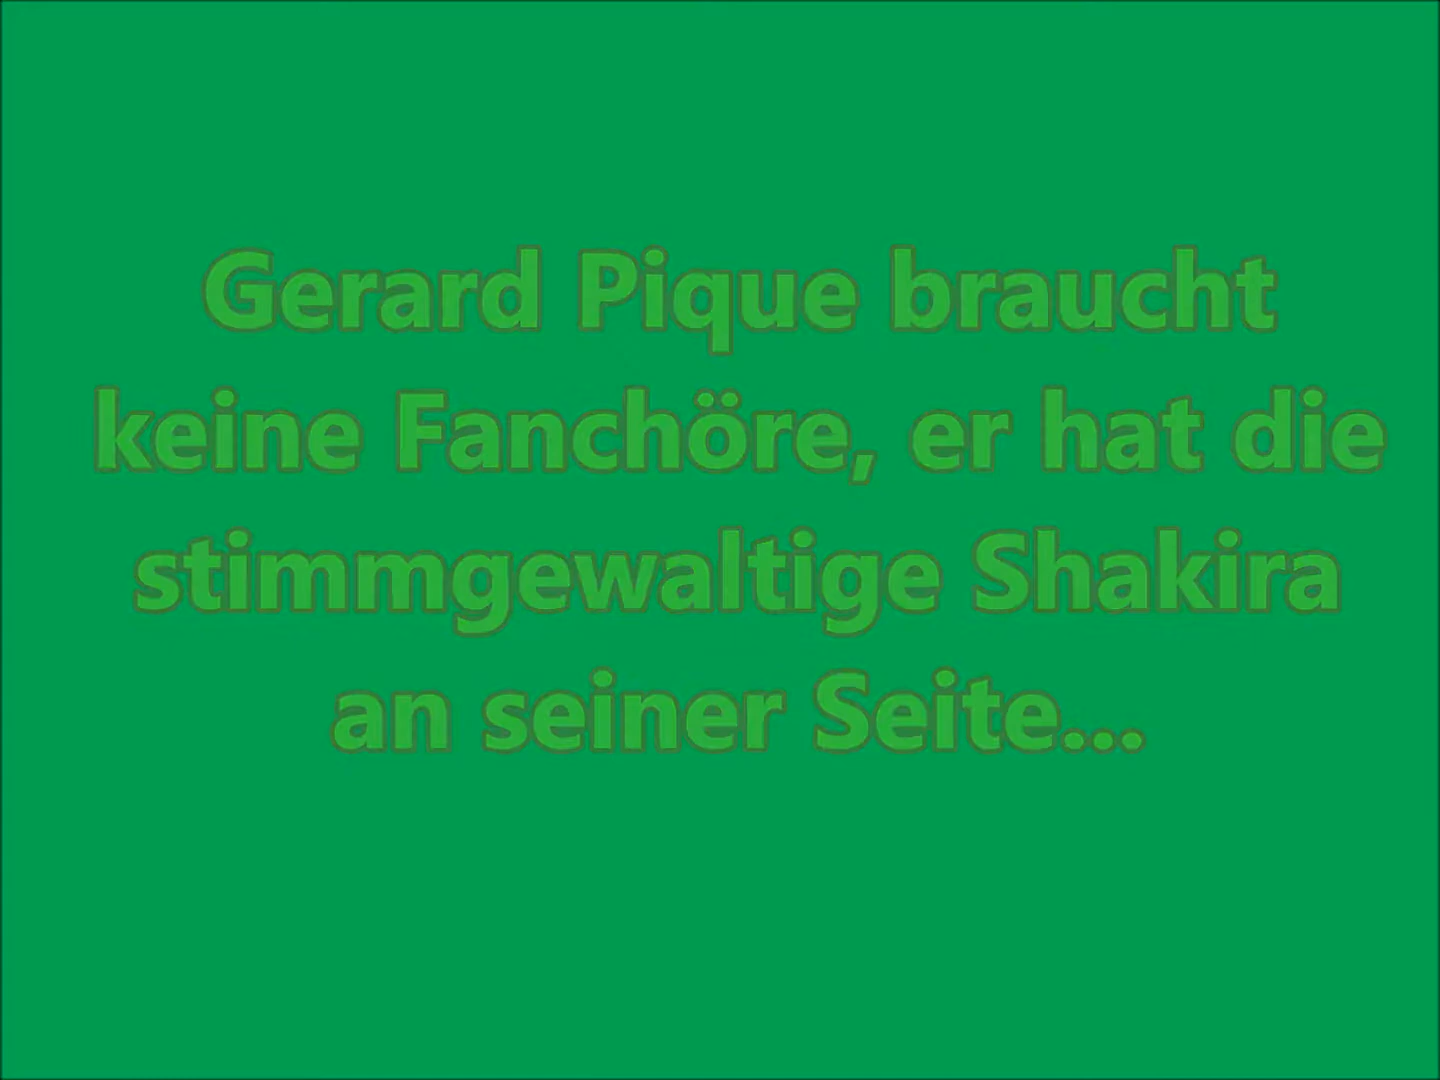 Gerard Pique braucht
keine Fanchöre, er hat die
stimmgewaltige Shakira
an seiner Seite...